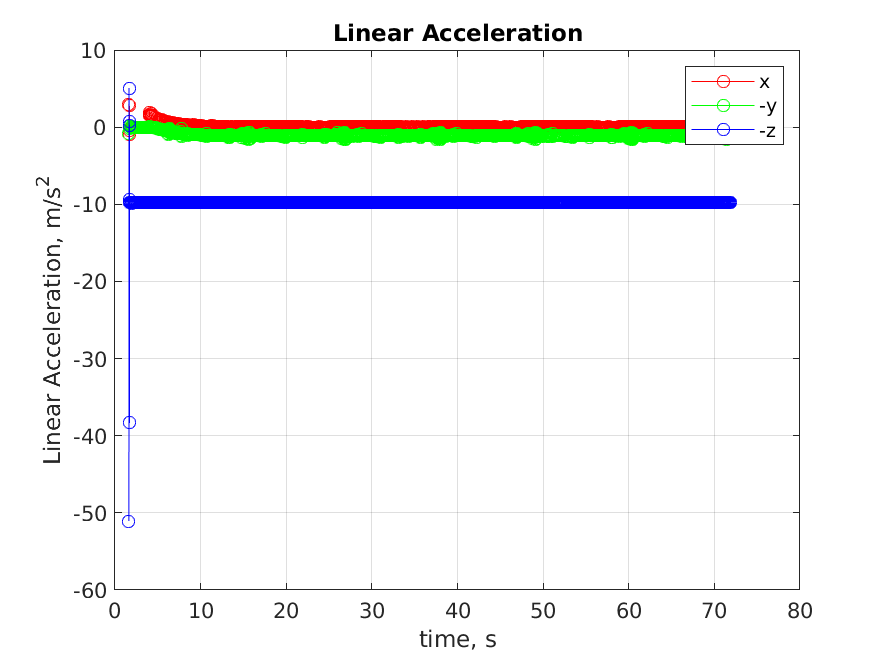 Linear Acceleration
10
0
-10
-20
-30
-40
-50
-60
Linear Acceleration, m/s²
x
-y
-z
0 10 20 30 40 50 60 70 80
time, s